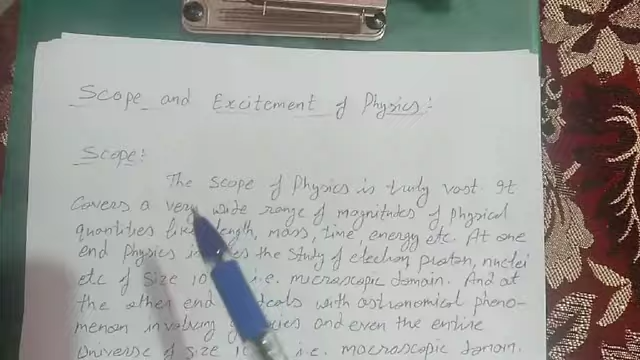 Scope and Excitement of Physics:
Scope:
The Scope of Physics is truly vast. It
Covers a very wide range of magnitudes of Physical
quantities like length, mass, time, energy etc. At one
end Physics the Study of electron proton, nuclei
etc of Size 10 i.e. microscopic domain. And at
the other end deals with astronomical pheno-
menon involving and even the entire
Universe of size 10 i.e. macroscopic domain.